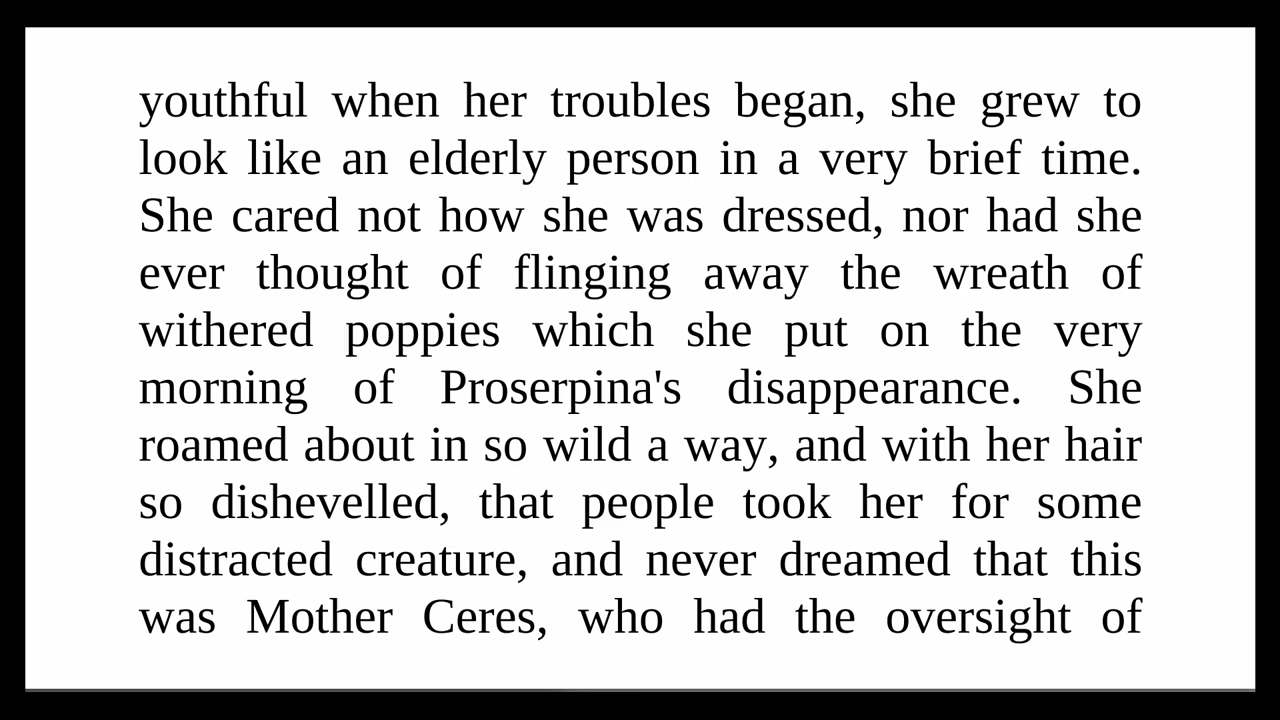 youthful when her troubles began, she grew to
look like an elderly person in a very brief time.
She cared not how she was dressed, nor had she
ever thought of flinging away the wreath of
withered poppies which she put on the very
morning of Proserpina's disappearance. She
roamed about in so wild a way, and with her hair
so dishevelled, that people took her for some
distracted creature, and never dreamed that this
was Mother Ceres, who had the oversight of